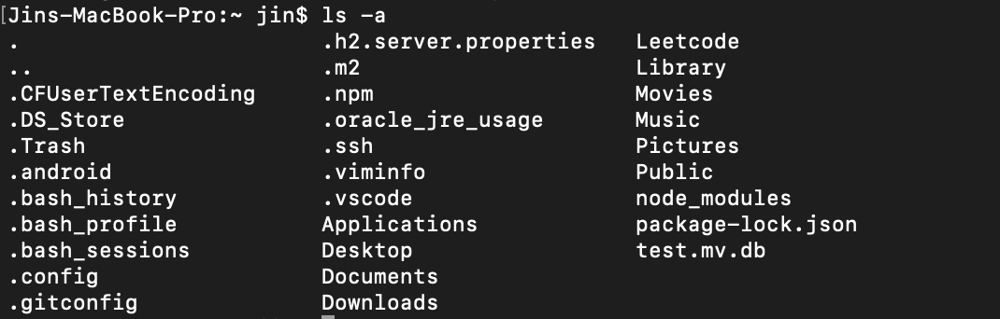 [Jins-MacBook-Pro:~ jin$ ls -a
. .h2.server.properties Leetcode
.. .m2 Library
.CFUserTextEncoding .npm Movies
.DS_Store .oracle_jre_usage Music
.Trash .ssh Pictures
.android .viminfo Public
.bash_history .vscode node_modules
.bash_profile Applications package-lock.json
.bash_sessions Desktop test.mv.db
.config Documents
.gitconfig Downloads